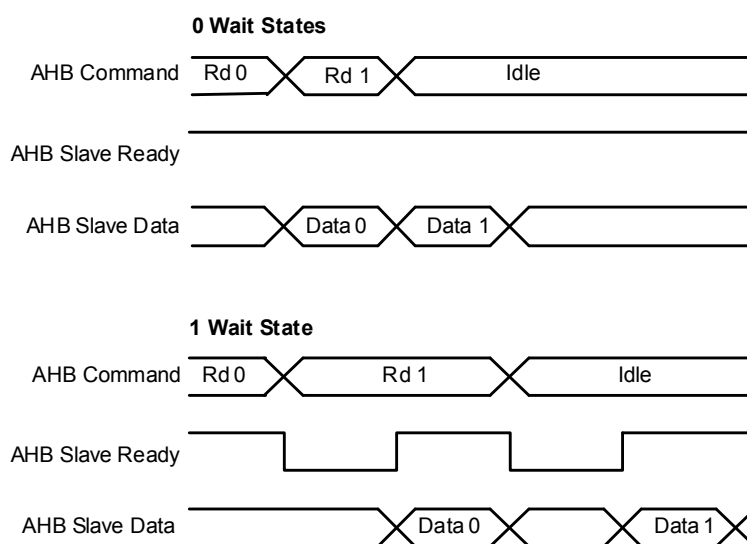 0 Wait States
AHB Command Rd 0 Rd 1 Idle
AHB Slave Ready
AHB Slave Data Data 0 Data 1
1 Wait State
AHB Command Rd 0 Rd 1 Idle
AHB Slave Ready
AHB Slave Data Data 0 Data 1